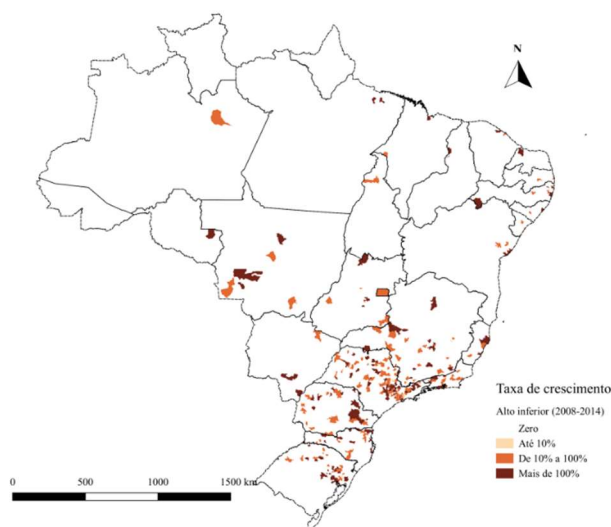 N
Taxa de crescimento
Alto inferior (2008-2014)
Zero
Até 10%
De 10% a 100%
Mais de 100%
0 500 1000 1500 km